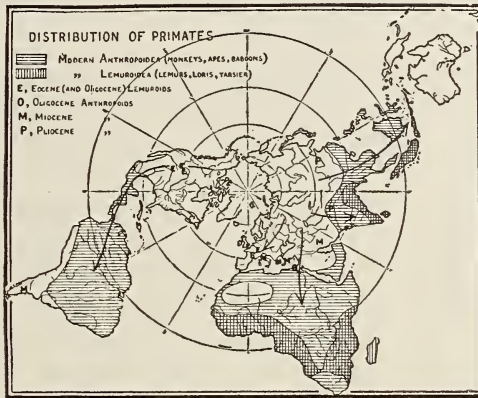 DISTRIBUTION OF PRIMATES
MODERN ANTHROPOIDEA (MONKEYS, APES, BABOONS)
„ LEMUROIDEA (LEMURS, LORIS, TARSIER)
E, EOCENE (AND OLIGOCENE) LEMUROIDS
O, OLIGOCENE ANTHROPOIDS
M, MIOCENE „
P, PLIOCENE „
M
M